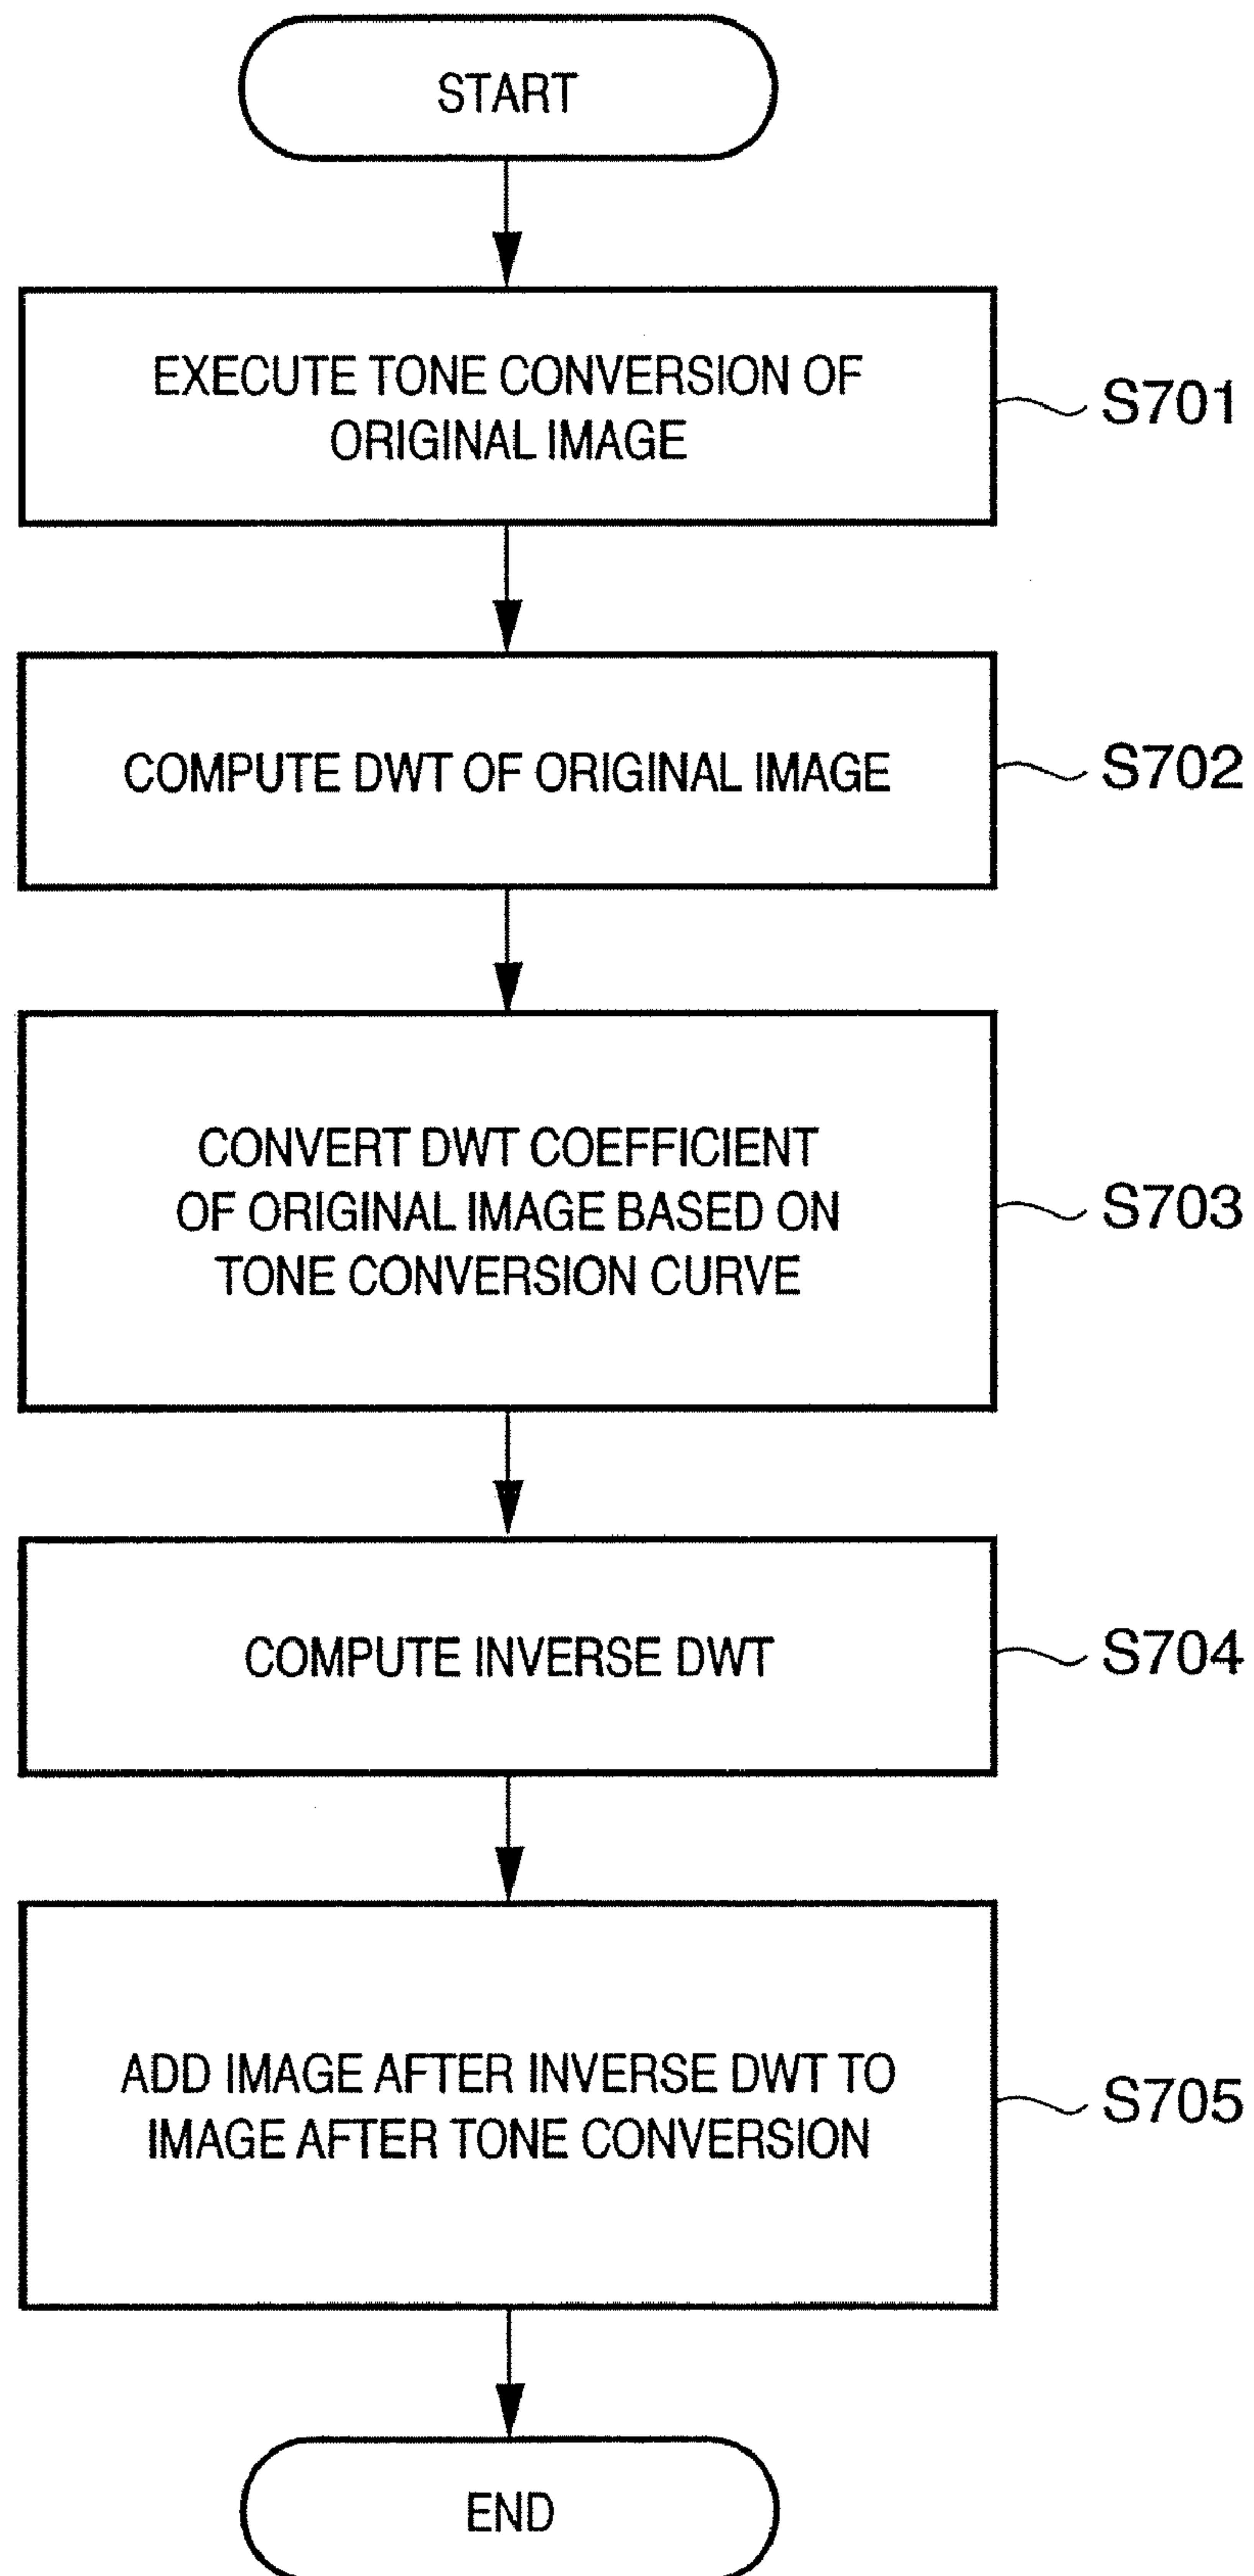 START
EXECUTE TONE CONVERSION OF
ORIGINAL IMAGE
S701
COMPUTE DWT OF ORIGINAL IMAGE
S702
CONVERT DWT COEFFICIENT
OF ORIGINAL IMAGE BASED ON
TONE CONVERSION CURVE
S703
COMPUTE INVERSE DWT
S704
ADD IMAGE AFTER INVERSE DWT TO
IMAGE AFTER TONE CONVERSION
S705
END